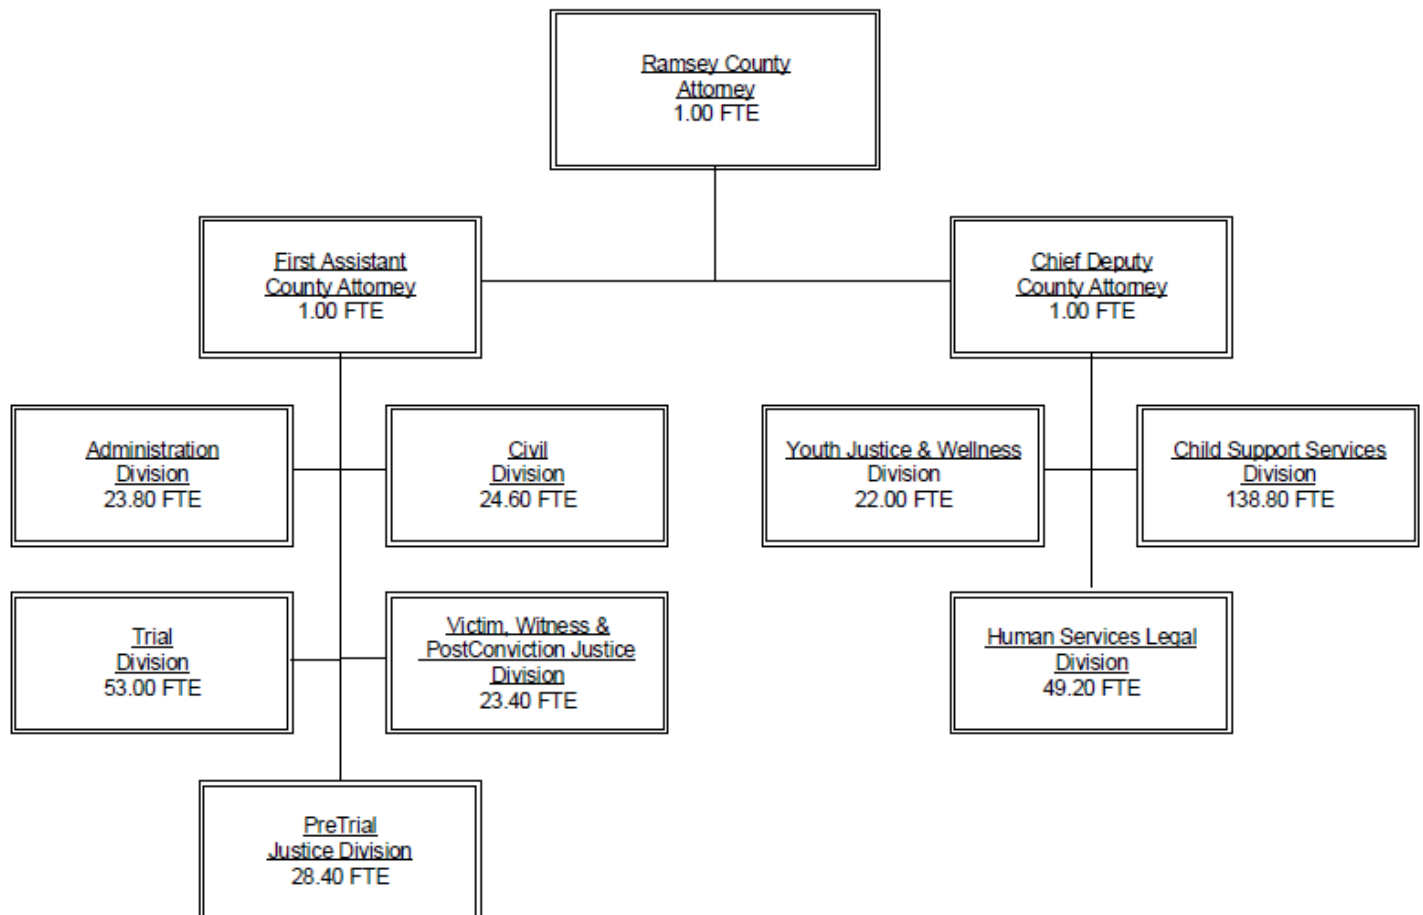 Ramsey County
Attorney
1.00 FTE
First Assistant
County Attorney
1.00 FTE
Chief Deputy
County Attorney
1.00 FTE
Administration
Division
23.80 FTE
Civil
Division
24.60 FTE
Youth Justice & Wellness
Division
22.00 FTE
Child Support Services
Division
138.80 FTE
Trial
Division
53.00 FTE
Victim, Witness &
PostConviction Justice
Division
23.40 FTE
Human Services Legal
Division
49.20 FTE
PreTrial
Justice Division
28.40 FTE